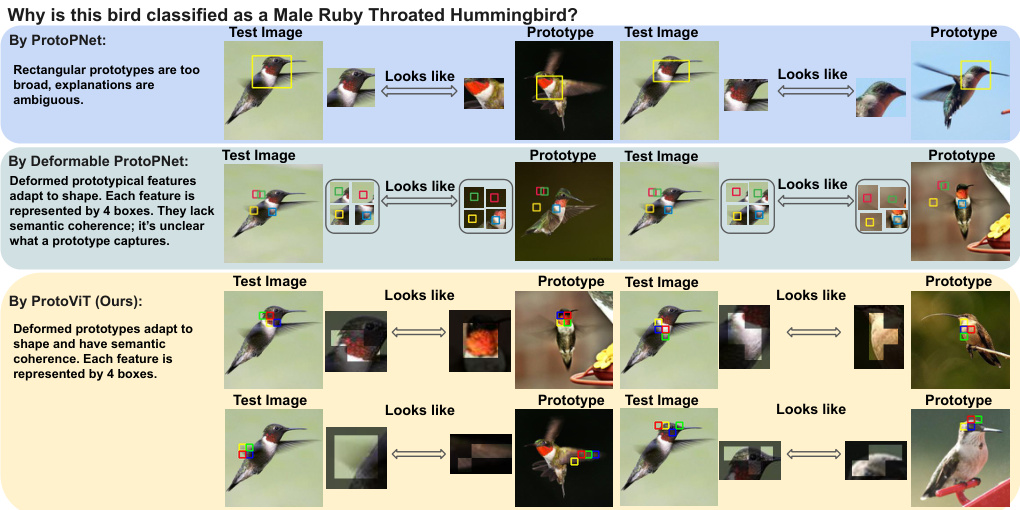 Why is this bird classified as a Male Ruby Throated Hummingbird?
By ProtoPNet:
Rectangular prototypes are too
broad, explanations are
ambiguous.
Test Image
Looks like
Prototype
Test Image
Looks like
Prototype
By Deformable ProtoPNet:
Deformed prototypical features
adapt to shape. Each feature is
represented by 4 boxes. They lack
semantic coherence; it's unclear
what a prototype captures.
Test Image
Looks like
Prototype
Test Image
Looks like
Prototype
By ProtoViT (Ours):
Deformed prototypes adapt to
shape and have semantic
coherence. Each feature is
represented by 4 boxes.
Test Image
Looks like
Prototype
Test Image
Looks like
Prototype
Test Image
Looks like
Prototype
Test Image
Looks like
Prototype